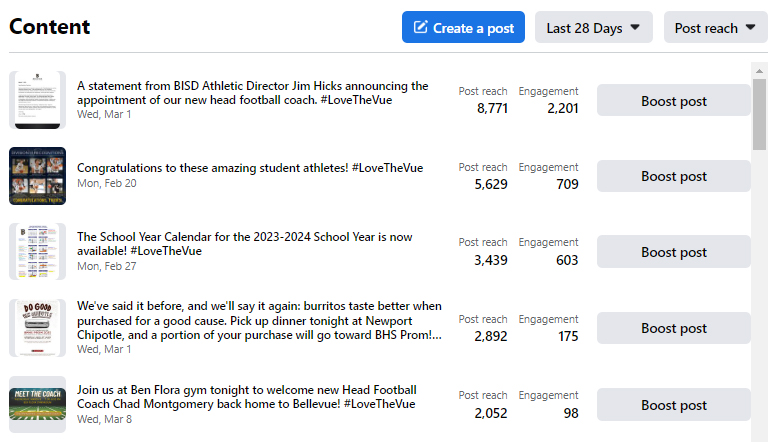 Content
Create a post
Last 28 Days
Post reach
A statement from BISD Athletic Director Jim Hicks announcing the
appointment of our new head football coach. #LoveTheVue
Wed, Mar 1
Post reach
8,771
Engagement
2,201
Boost post
Congratulations to these amazing student athletes! #LoveTheVue
Mon, Feb 20
Post reach
5,629
Engagement
709
Boost post
The School Year Calendar for the 2023-2024 School Year is now
available! #LoveTheVue
Mon, Feb 27
Post reach
3,439
Engagement
603
Boost post
DO GOOD
We've said it before, and we'll say it again: burritos taste better when
purchased for a good cause. Pick up dinner tonight at Newport
Chipotle, and a portion of your purchase will go toward BHS Prom!...
Wed, Mar 1
Post reach
2,892
Engagement
175
Boost post
MEET THE COACH
Join us at Ben Flora gym tonight to welcome new Head Football
Coach Chad Montgomery back home to Bellevue! #LoveTheVue
Wed, Mar 8
Post reach
2,052
Engagement
98
Boost post